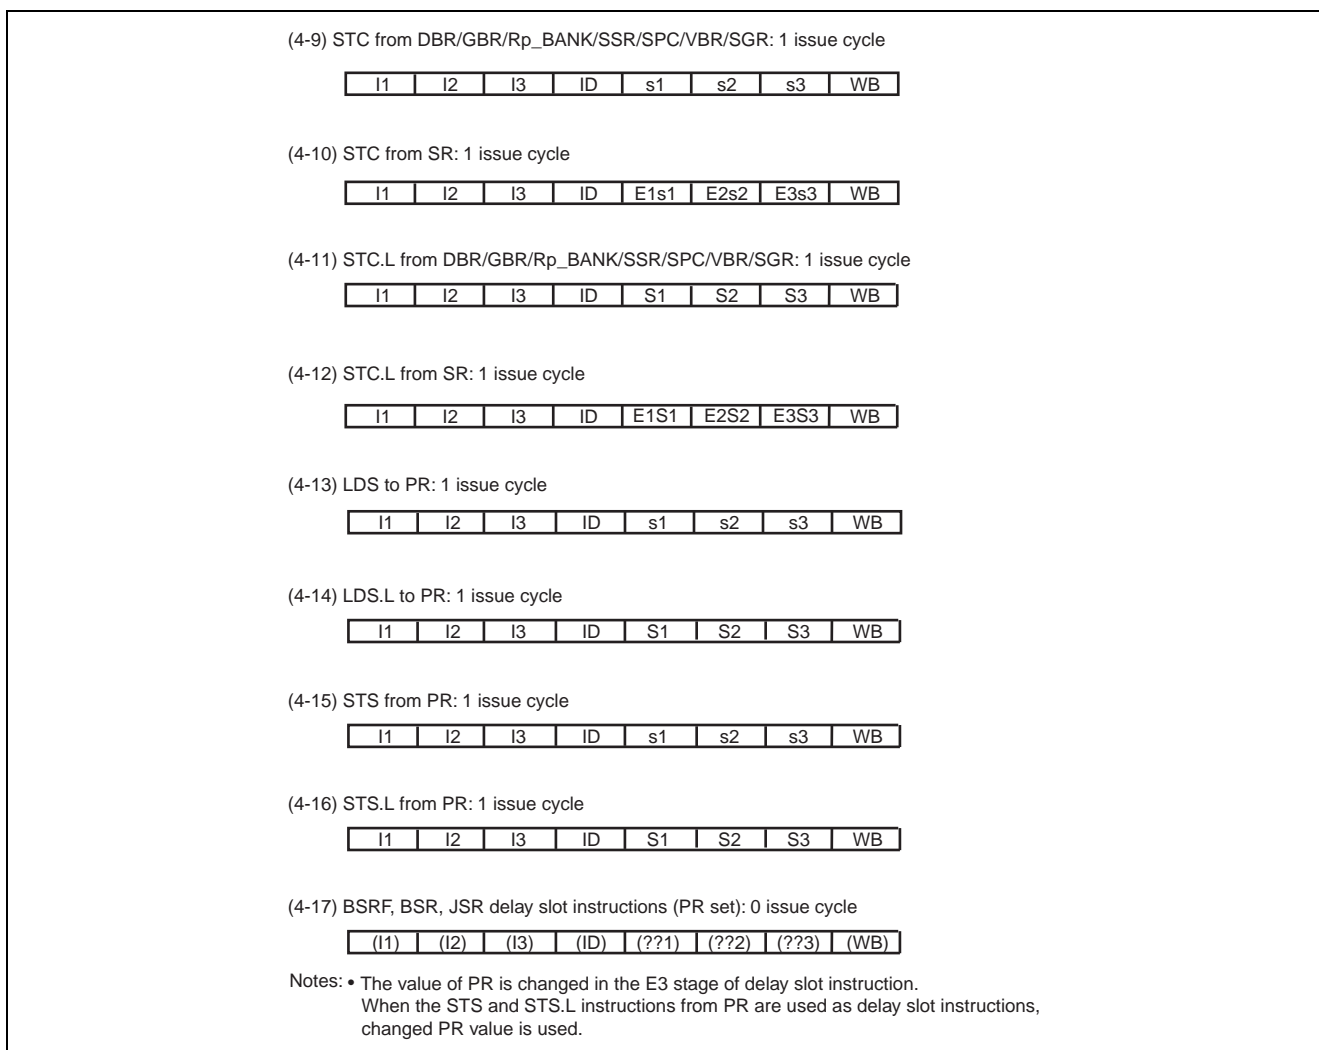 (4-9) STC from DBR/GBR/Rp_BANK/SSR/SPC/VBR/SGR: 1 issue cycle
I1 I2 I3 ID s1 s2 s3 WB
(4-10) STC from SR: 1 issue cycle
I1 I2 I3 ID E1s1 E2s2 E3s3 WB
(4-11) STC.L from DBR/GBR/Rp_BANK/SSR/SPC/VBR/SGR: 1 issue cycle
I1 I2 I3 ID S1 S2 S3 WB
(4-12) STC.L from SR: 1 issue cycle
I1 I2 I3 ID E1S1 E2S2 E3S3 WB
(4-13) LDS to PR: 1 issue cycle
I1 I2 I3 ID s1 s2 s3 WB
(4-14) LDS.L to PR: 1 issue cycle
I1 I2 I3 ID S1 S2 S3 WB
(4-15) STS from PR: 1 issue cycle
I1 I2 I3 ID s1 s2 s3 WB
(4-16) STS.L from PR: 1 issue cycle
I1 I2 I3 ID S1 S2 S3 WB
(4-17) BSRF, BSR, JSR delay slot instructions (PR set): 0 issue cycle
(I1) (I2) (I3) (ID) (??1) (??2) (??3) (WB)
Notes: • The value of PR is changed in the E3 stage of delay slot instruction.
When the STS and STS.L instructions from PR are used as delay slot instructions,
changed PR value is used.